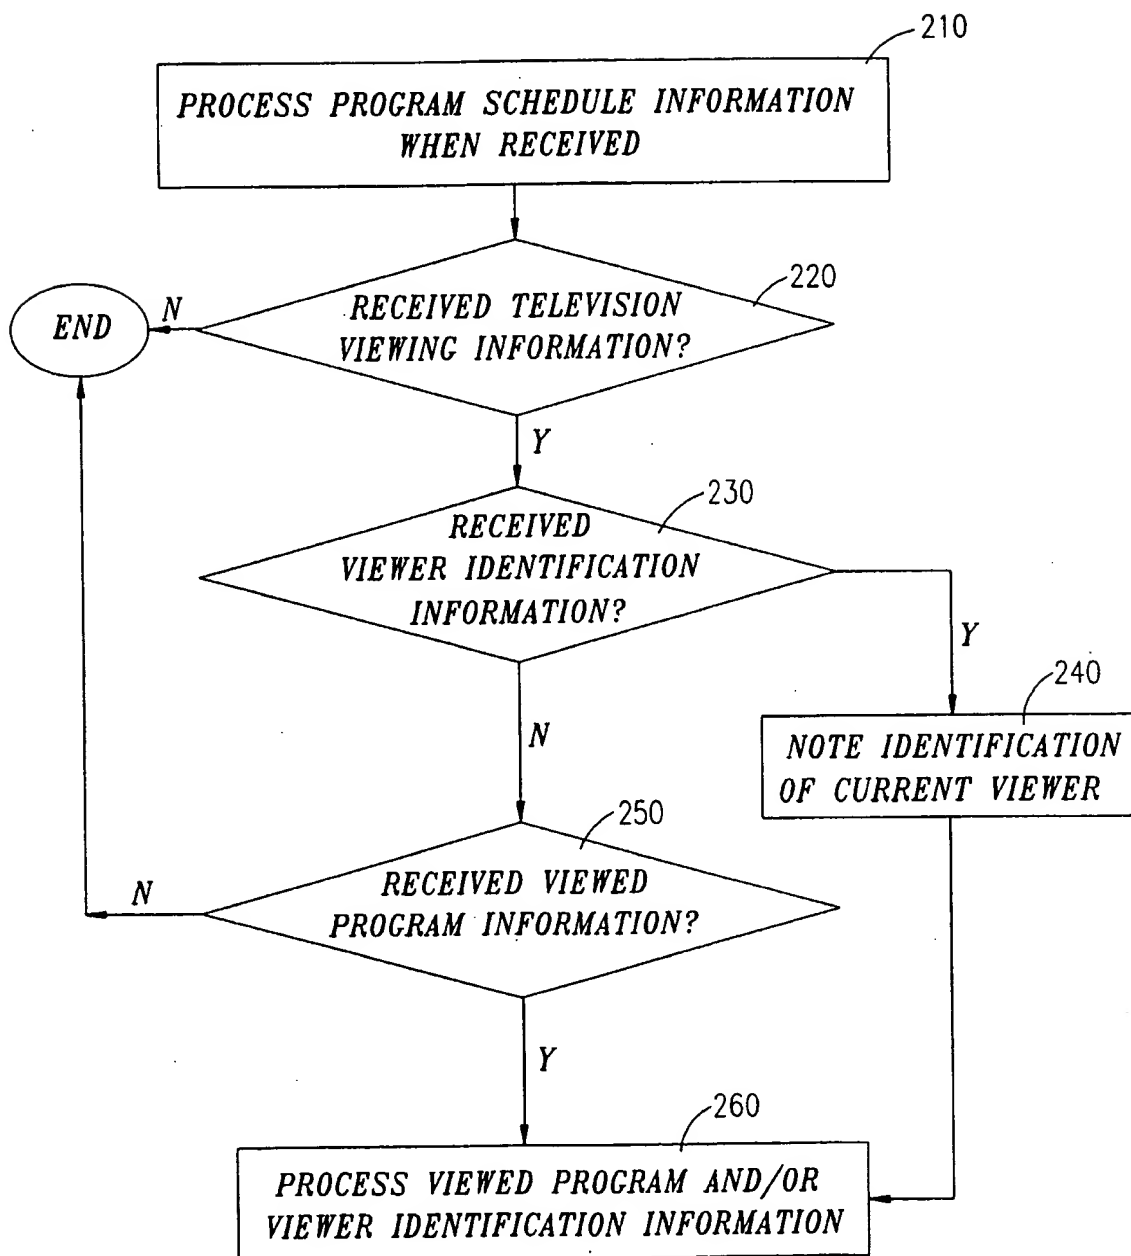 210
PROCESS PROGRAM SCHEDULE INFORMATION
WHEN RECEIVED
220
RECEIVED TELEVISION
VIEWING INFORMATION?
N
END
Y
230
RECEIVED
VIEWER IDENTIFICATION
INFORMATION?
Y
240
NOTE IDENTIFICATION
OF CURRENT VIEWER
N
250
RECEIVED VIEWED
PROGRAM INFORMATION?
N
Y
260
PROCESS VIEWED PROGRAM AND/OR
VIEWER IDENTIFICATION INFORMATION